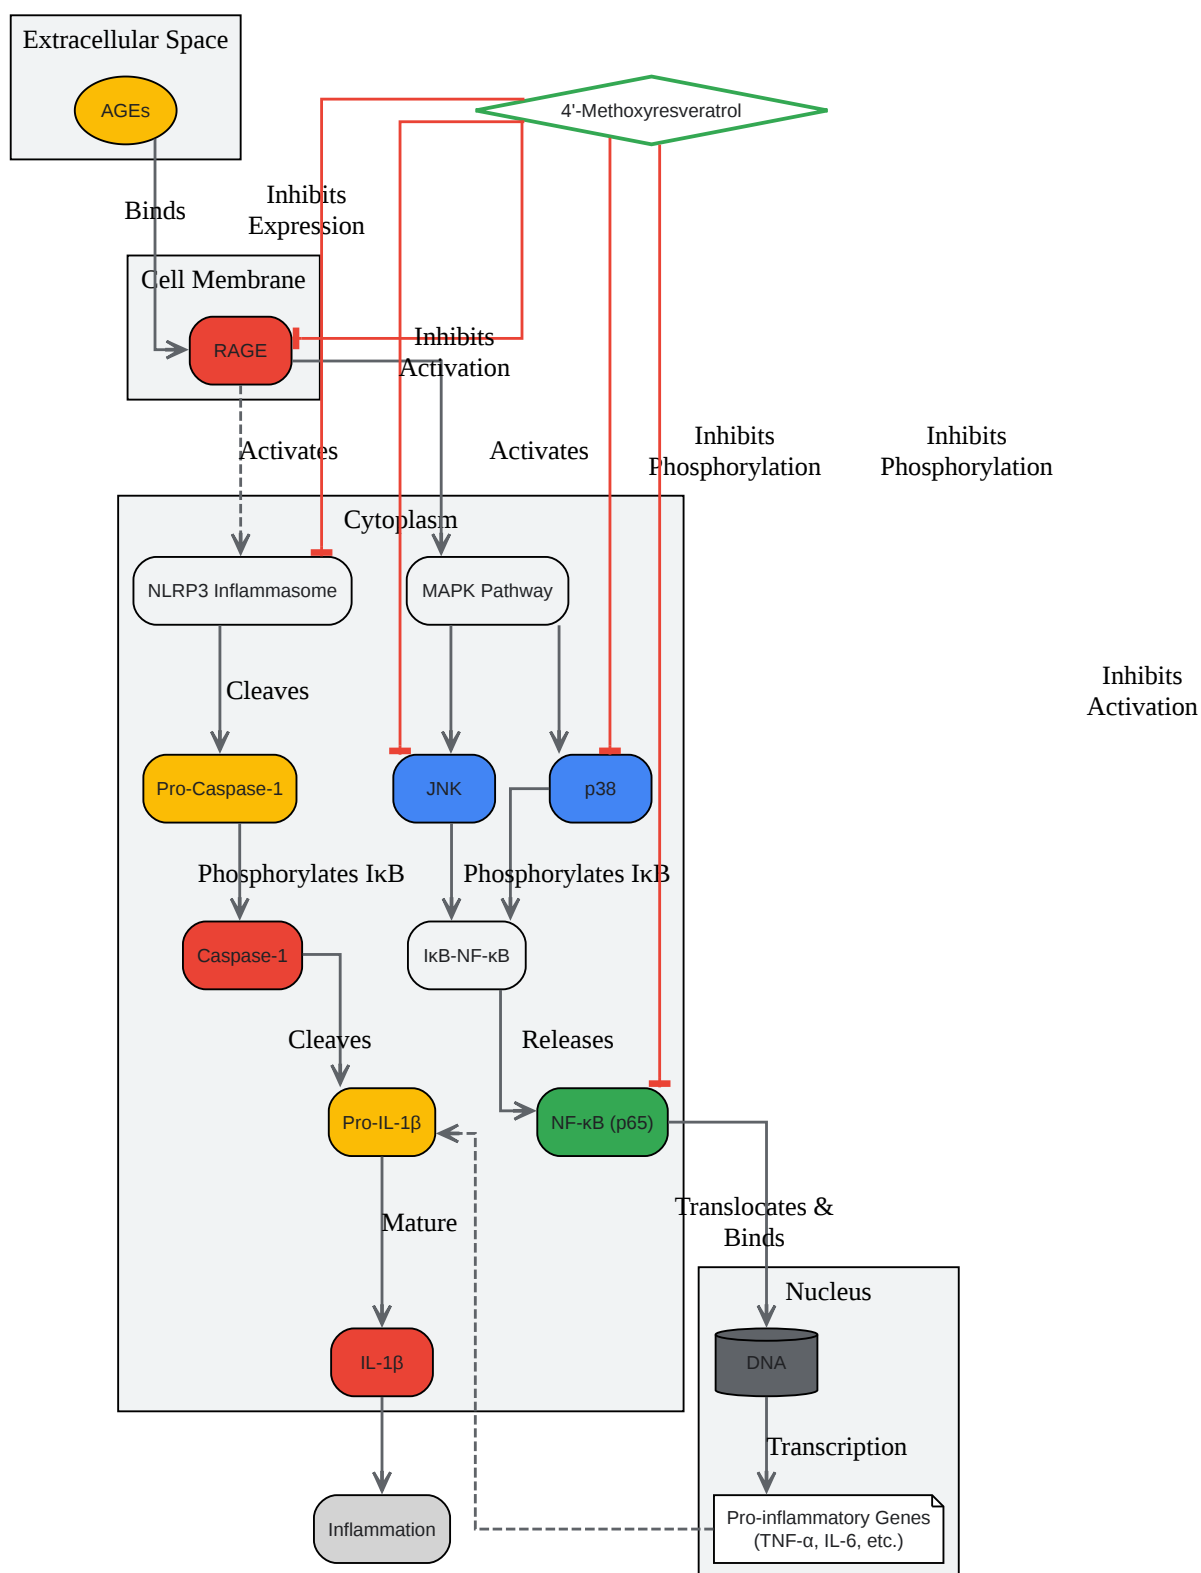 Extracellular Space
AGEs
4'-Methoxyresveratrol
Binds
Inhibits
Expression
Cell Membrane
RAGE
Inhibits
Activation
Activates
Activates
Inhibits
Phosphorylation
Inhibits
Phosphorylation
Cytoplasm
NLRP3 Inflammasome
MAPK Pathway
Cleaves
Inhibits
Activation
Pro-Caspase-1
JNK
p38
Phosphorylates IκB
Phosphorylates IκB
Caspase-1
IκB-NF-κB
Cleaves
Releases
Pro-IL-1β
NF-κB (p65)
Mature
Translocates &
Binds
Nucleus
IL-1β
DNA
Transcription
Inflammation
Pro-inflammatory Genes
(TNF-α, IL-6, etc.)